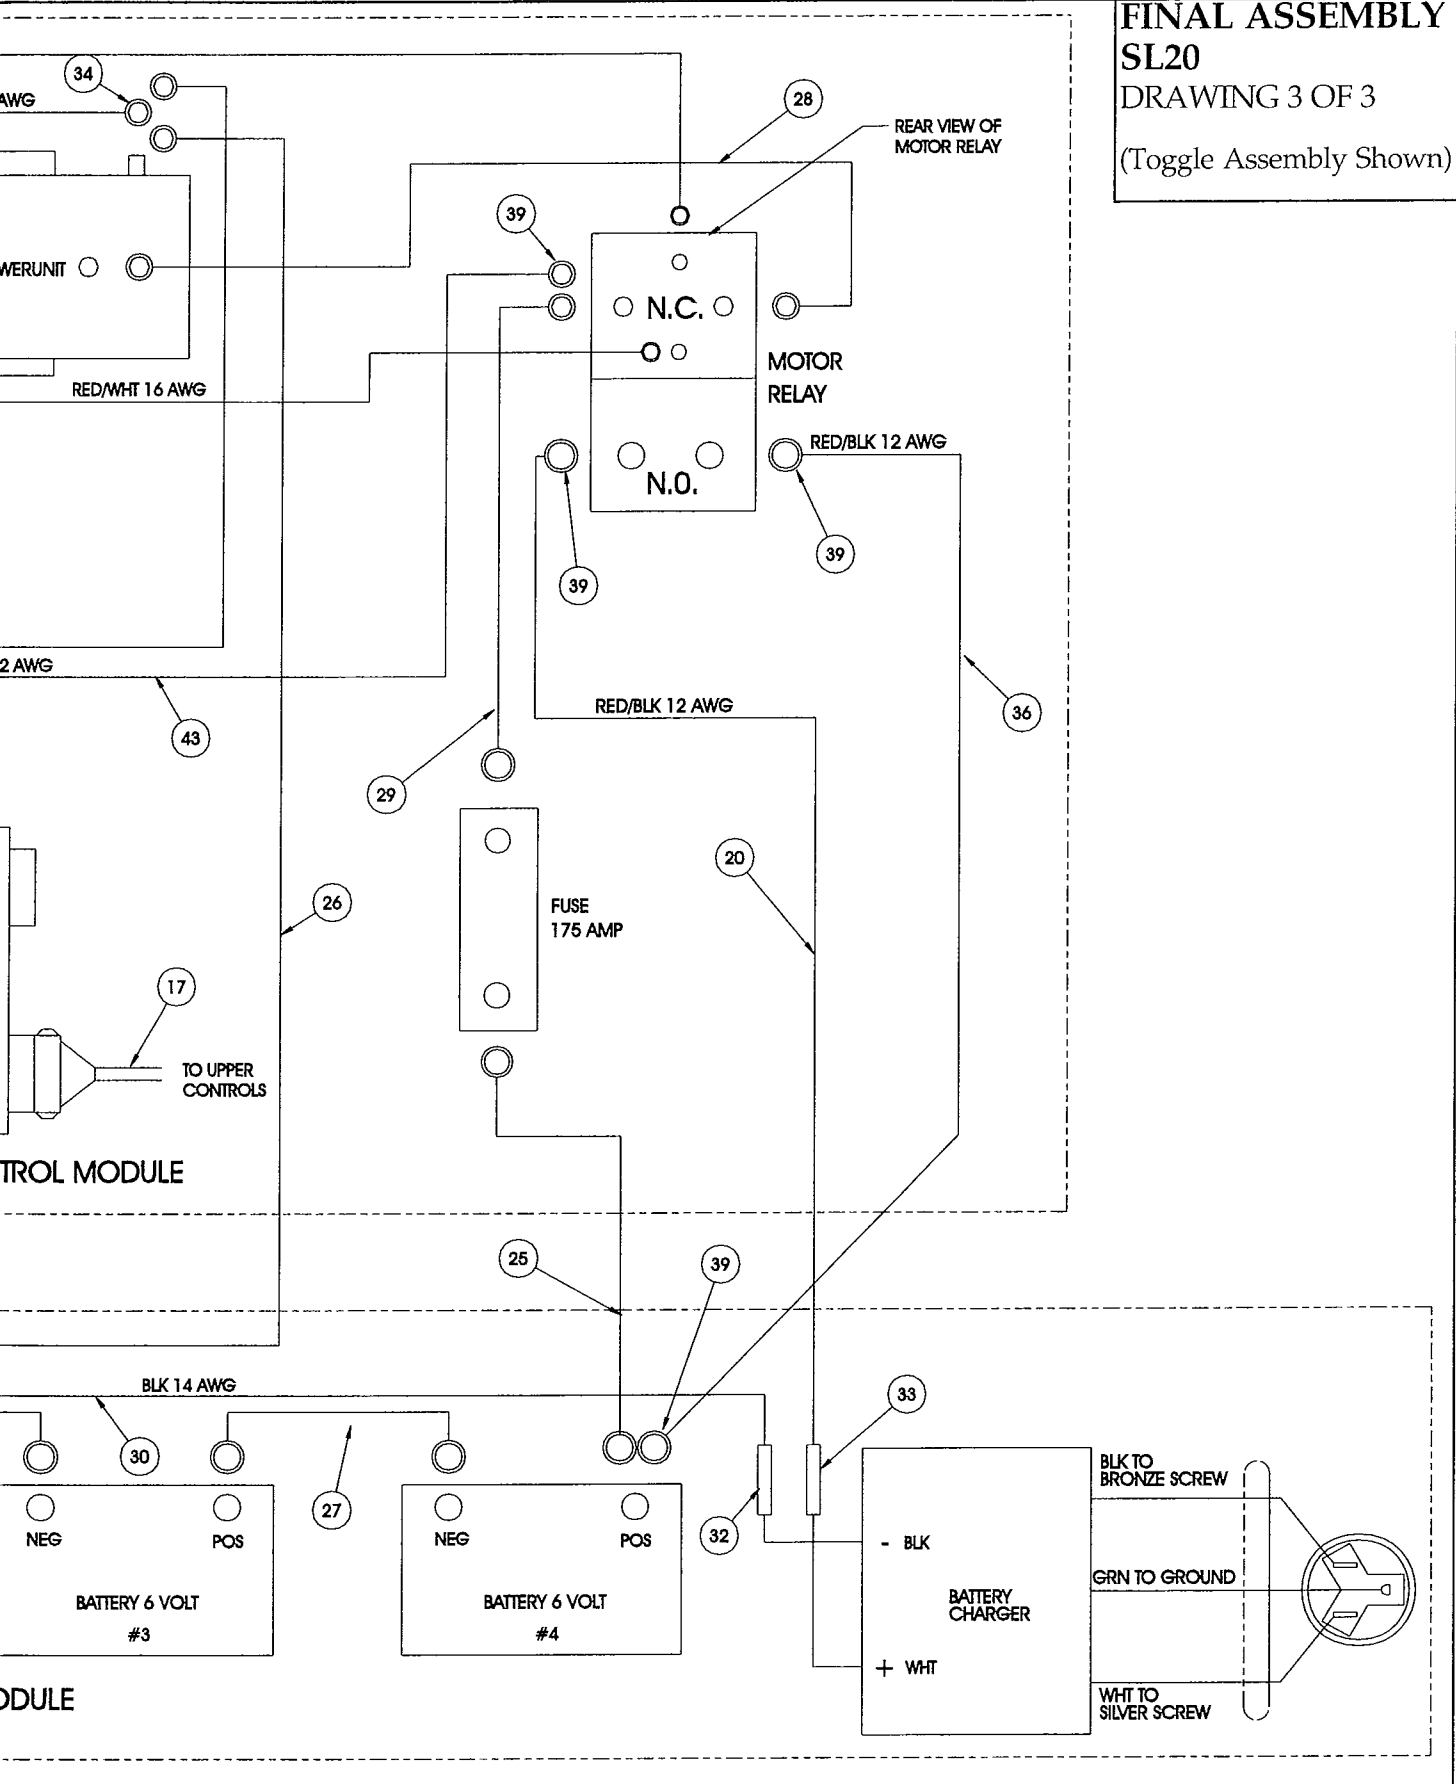 FINAL ASSEMBLY
SL20
DRAWING 3 OF 3
(Toggle Assembly Shown)
34
AWG
28
REAR VIEW OF
MOTOR RELAY
39
WERUNIT
N.C.
MOTOR
RELAY
RED/WHT 16 AWG
RED/BLK 12 AWG
N.O.
39
39
2 AWG
43
RED/BLK 12 AWG
36
29
20
26
FUSE
175 AMP
17
TO UPPER
CONTROLS
TROL MODULE
25
39
BLK 14 AWG
33
30
27
32
NEG
POS
NEG
POS
BATTERY 6 VOLT
#3
BATTERY 6 VOLT
#4
- BLK
BATTERY
CHARGER
+ WHT
BLK TO
BRONZE SCREW
GRN TO GROUND
WHT TO
SILVER SCREW
ODULE